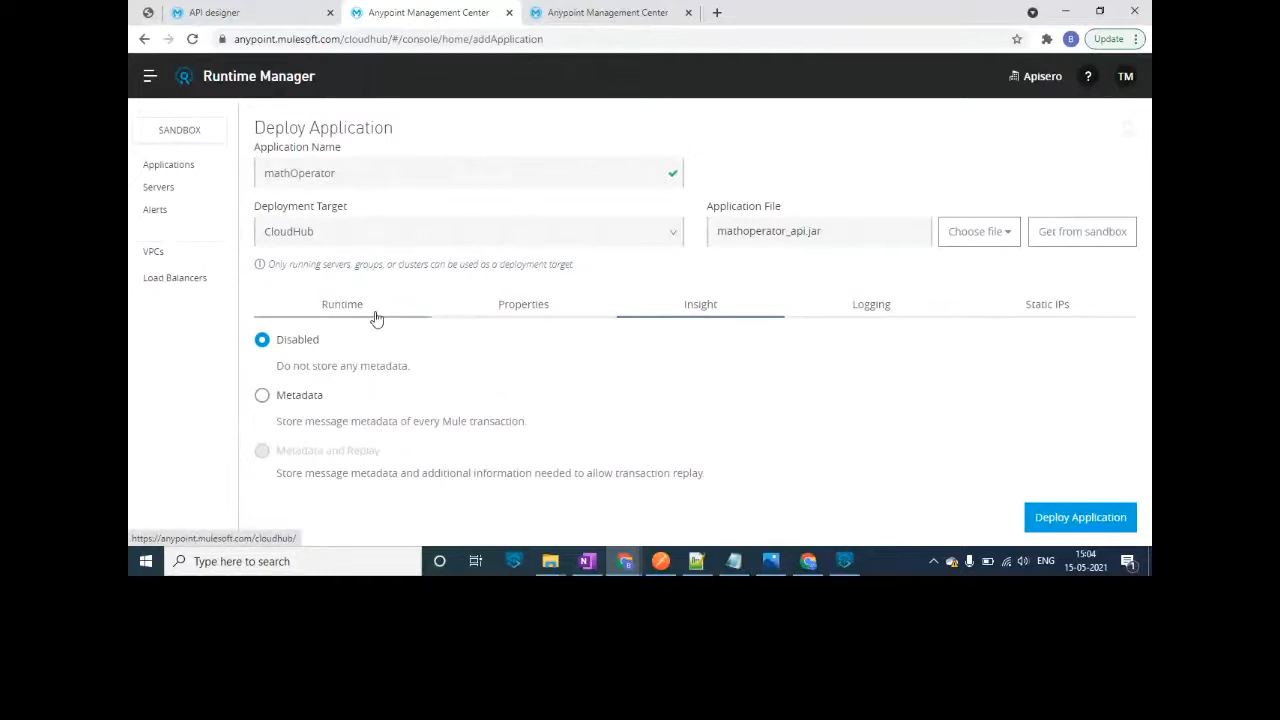 API designer
Anypoint Management Center
Anypoint Management Center
anypoint.mulesoft.com/cloudhub/#/console/home/addApplication
B
Update
Runtime Manager
Apisero
?
TM
SANDBOX
Applications
Servers
Alerts
VPCs
Load Balancers
Deploy Application
Application Name
mathOperator
Deployment Target
Application File
CloudHub
mathoperator_api.jar
Choose file
Get from sandbox
Only running servers, groups, or clusters can be used as a deployment target.
Runtime
Properties
Insight
Logging
Static IPs
Disabled
Do not store any metadata.
Metadata
Store message metadata of every Mule transaction.
Metadata and Replay
Store message metadata and additional information needed to allow transaction replay.
Deploy Application
https://anypoint.mulesoft.com/cloudhub/
Type here to search
ENG
15:04
15-05-2021
1